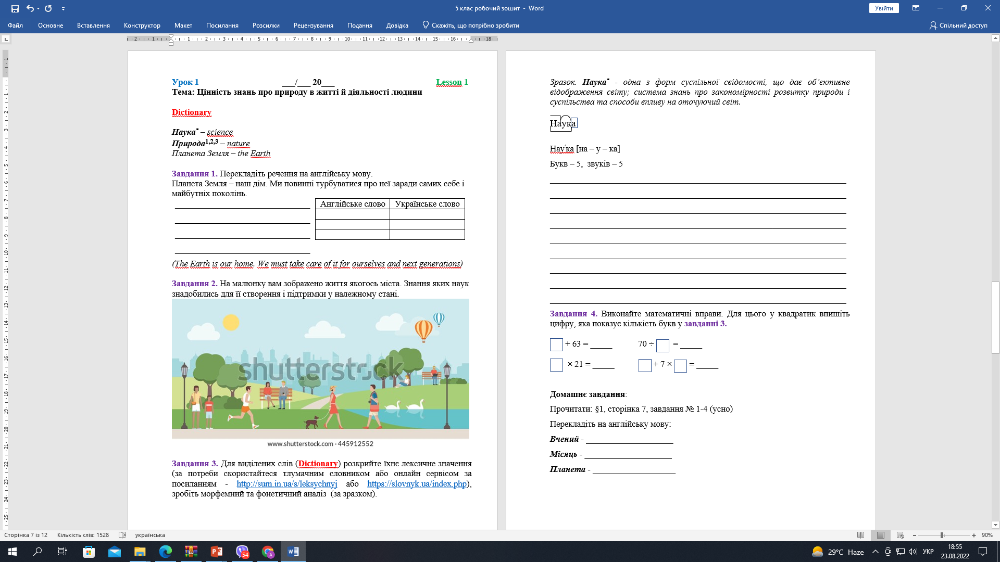 5 клас робочий зошит - Word
Увійти
Файл Основне Вставлення Конструктор Макет Посилання Розсилки Рецензування Подання Довідка Скажіть, що потрібно зробити Спільний доступ
Урок 1 ___/___ 20___ Lesson 1
Тема: Цінність знань про природу в житті й діяльності людини
Dictionary
Наука* – science
Природа1,2,3 – nature
Планета Земля – the Earth
Завдання 1. Перекладіть речення на англійську мову.
Планета Земля – наш дім. Ми повинні турбуватися про неї заради самих себе і
майбутніх поколінь.
Англійське слово Українське слово
(The Earth is our home. We must take care of it for ourselves and next generations)
Завдання 2. На малюнку вам зображено життя якогось міста. Знання яких наук
знадобились для її створення і підтримки у належному стані.
shutterstock
www.shutterstock.com · 445912552
Завдання 3. Для виділених слів (Dictionary) розкрийте їхнє лексичне значення
(за потреби скористайтеся тлумачним словником або онлайн сервісом за
посиланням - http://sum.in.ua/s/leksychnyj або https://slovnyk.ua/index.php),
зробіть морфемний та фонетичний аналіз (за зразком).
Зразок. Наука* - одна з форм суспільної свідомості, що дає об’єктивне
відображення світу; система знань про закономірності розвитку природи і
суспільства та способи впливу на оточуючий світ.
Наука
Нау́ка [на – у – ка]
Букв – 5, звуків – 5
Завдання 4. Виконайте математичні вправи. Для цього у квадратик впишіть
цифру, яка показує кількість букв у завданні 3.
+ 63 = _____ 70 ÷ = _____
× 21 = _____ + 7 × = _____
Домашнє завдання:
Прочитати: §1, сторінка 7, завдання № 1-4 (усно)
Перекладіть на англійську мову:
Вчений - ____________________
Місяць - ____________________
Планета - ___________________
Сторінка 7 із 12 Кількість слів: 1528 українська 90%
54
29°C Haze УКР 18:55
23.08.2022